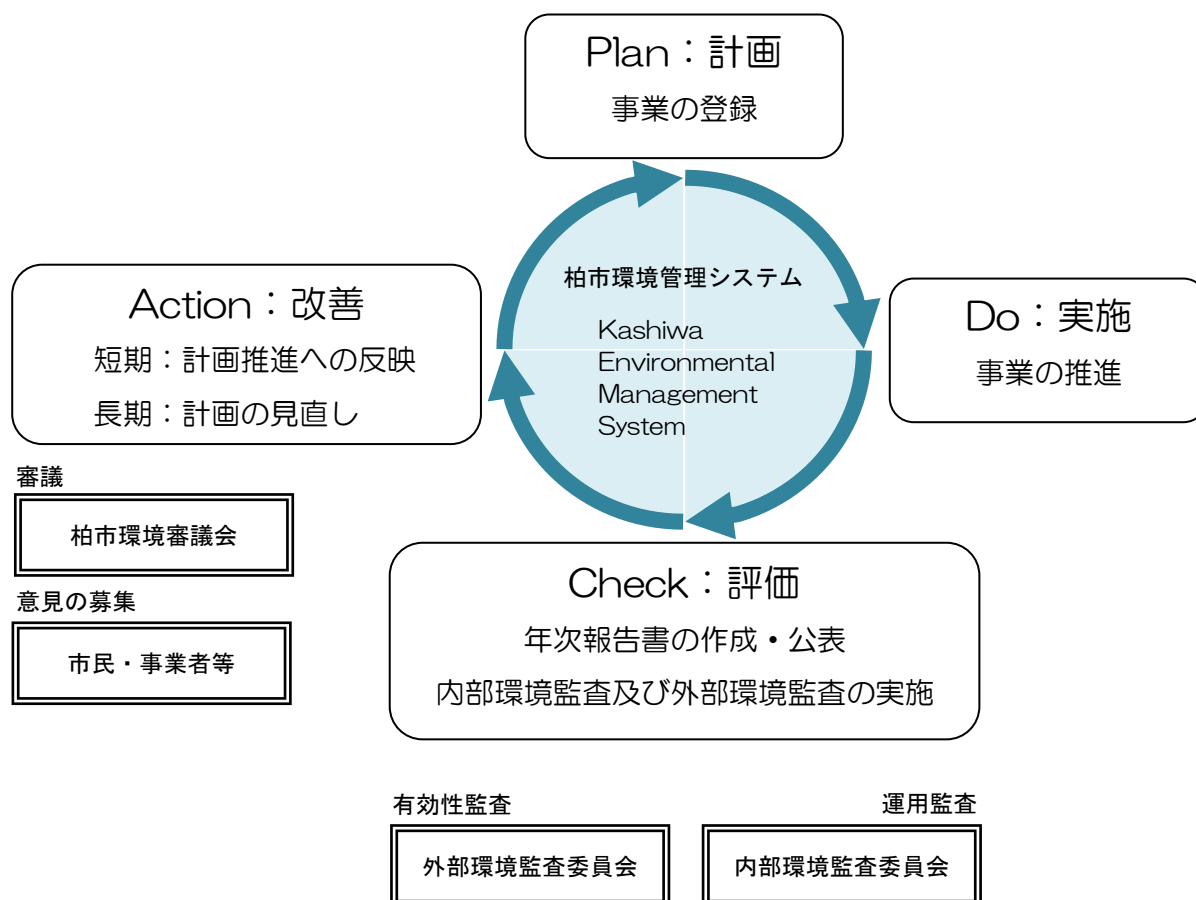 Plan：計画
事業の登録
柏市環境管理システム
Kashiwa
Environmental
Management
System
Action：改善
短期：計画推進への反映
長期：計画の見直し
Do：実施
事業の推進
審議
柏市環境審議会
意見の募集
市民・事業者等
Check：評価
年次報告書の作成・公表
内部環境監査及び外部環境監査の実施
有効性監査
外部環境監査委員会
運用監査
内部環境監査委員会